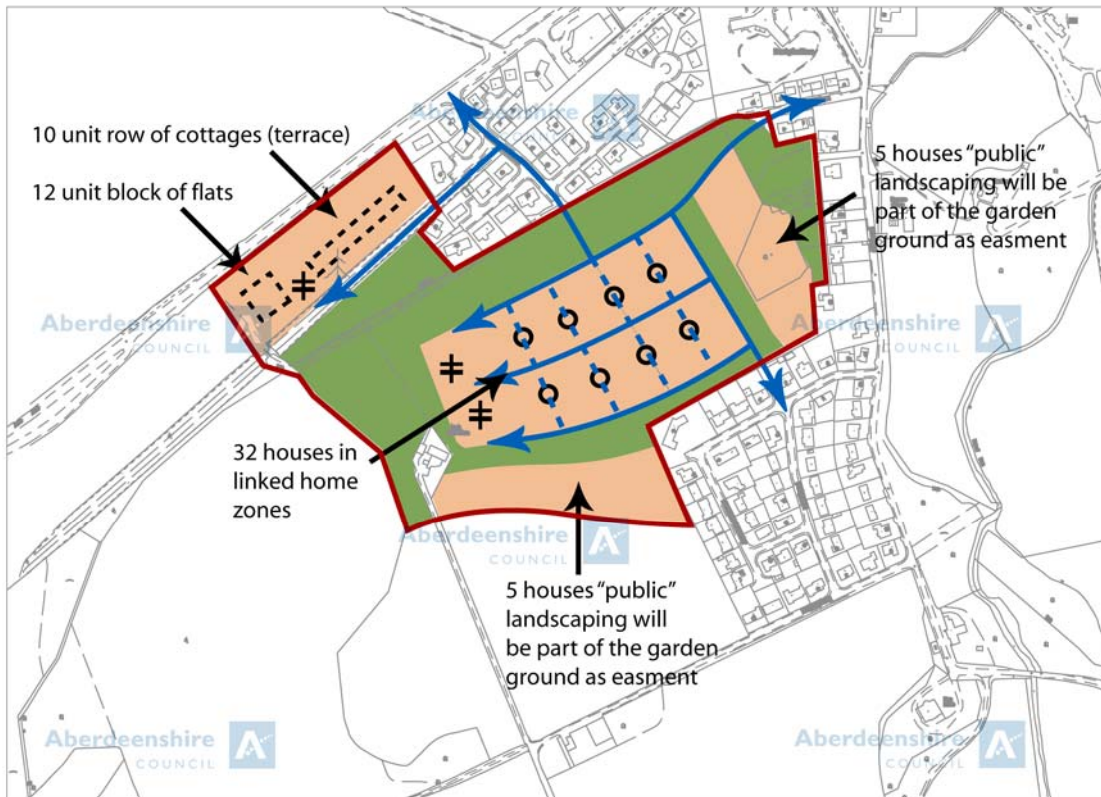 Aberdeenshire
10 unit row of cottages (terrace)
12 unit block of flats
5 houses “public”
landscaping will be
part of the garden
ground as easment
Aberdeenshire
COUNCIL
Aberdeenshire
COUNCIL
32 houses in
linked home
zones
Aberdeenshire
COUNCIL
5 houses “public”
landscaping will
be part of the garden
ground as easment
Aberdeenshire
COUNCIL
Aberdeenshire
COUNCIL